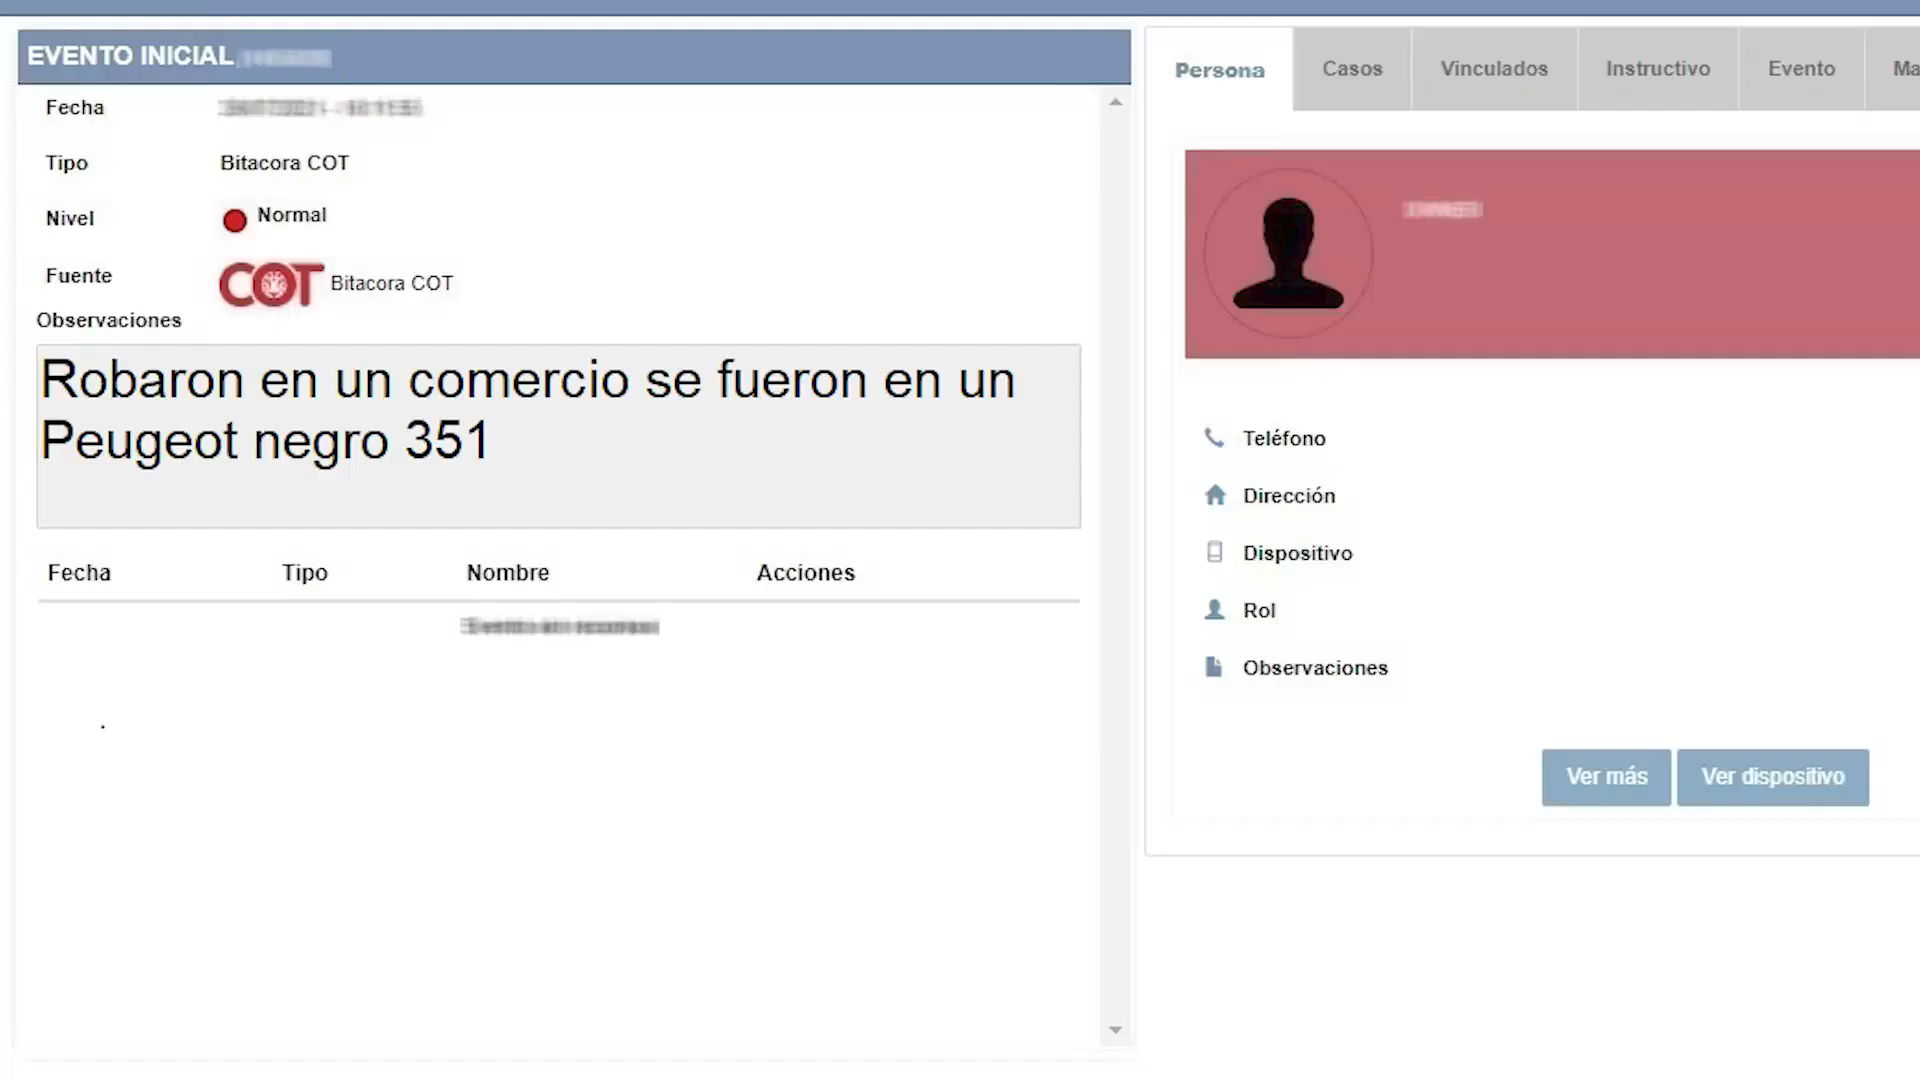 EVENTO INICIAL
Fecha
Tipo Bitacora COT
Nivel Normal
Fuente COT Bitacora COT
Observaciones
Robaron en un comercio se fueron en un
Peugeot negro 351
Fecha Tipo Nombre Acciones
.
Persona Casos Vinculados Instructivo Evento Ma
Teléfono
Dirección
Dispositivo
Rol
Observaciones
Ver más Ver dispositivo